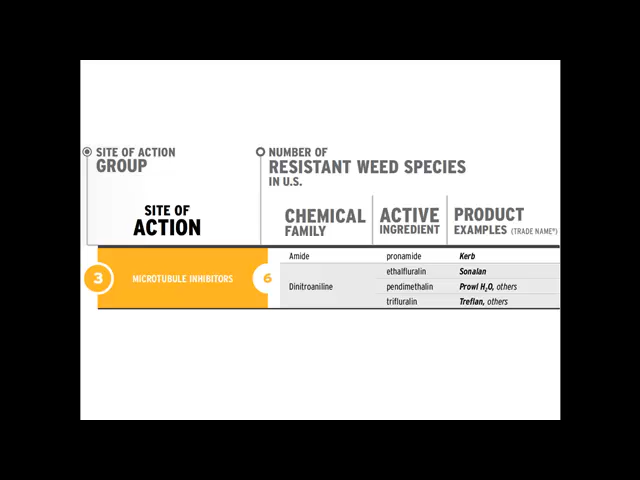 SITE OF ACTION
GROUP
NUMBER OF
RESISTANT WEED SPECIES
IN U.S.
SITE OF
ACTION
CHEMICAL
FAMILY
ACTIVE
INGREDIENT
PRODUCT
EXAMPLES (TRADE NAME*)
3 MICROTUBULE INHIBITORS 6
Amide pronamide Kerb
ethalfluralin Sonalan
Dinitroaniline pendimethalin Prowl H₂O, others
trifluralin Treflan, others